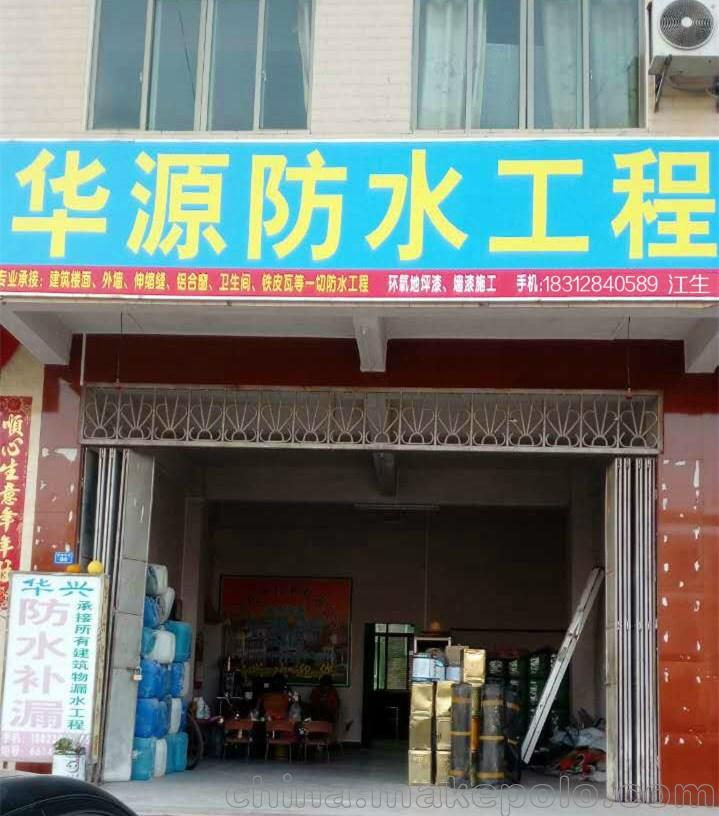 华源防水工程
专业承接：建筑楼面、外墙、伸缩缝、铝合窗、卫生间、铁皮瓦等一切防水工程 环氧地坪漆、墙漆施工 手机:18312840589 江生
順心生意年年
华兴
防水补漏
承接所有建筑物漏水工程
手机:
china.makepolo.com